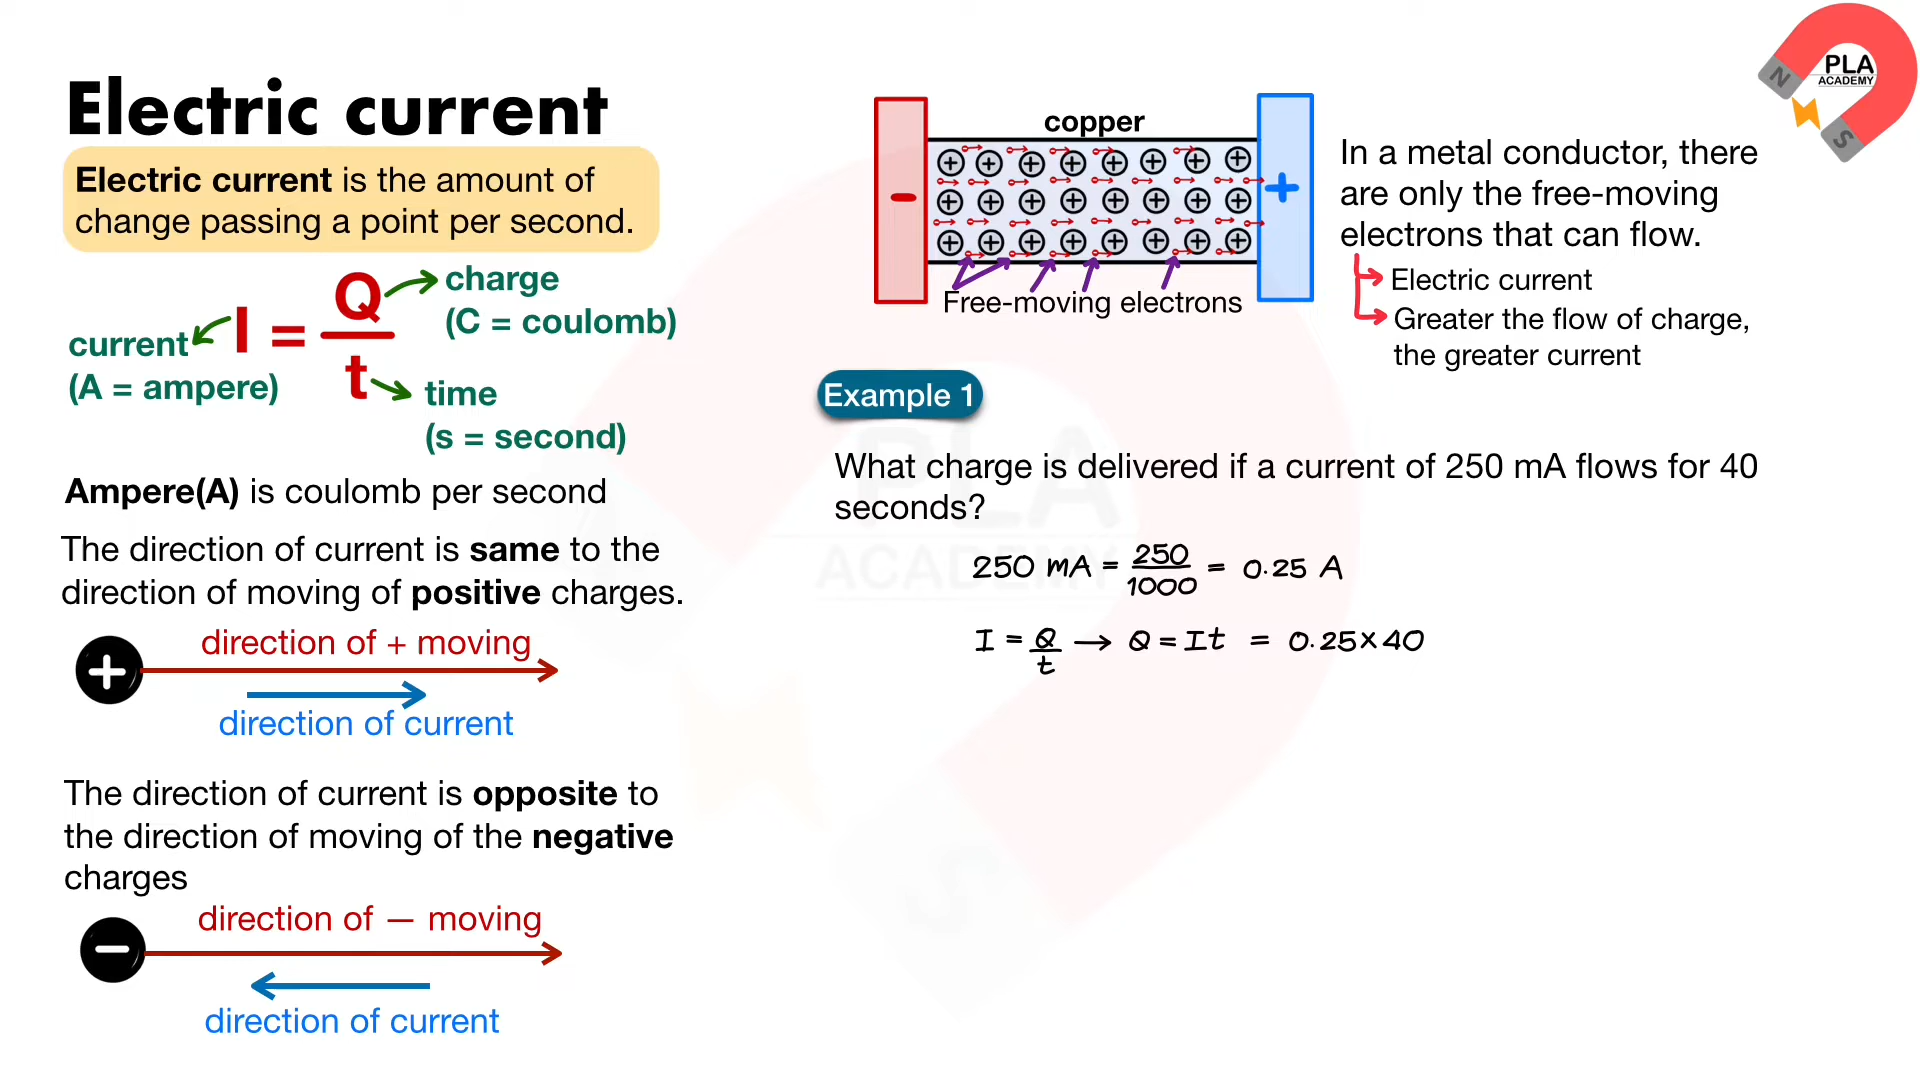 Electric current
Electric current is the amount of
change passing a point per second.
I = Q/t
charge
(C = coulomb)
current
(A = ampere)
time
(s = second)
Ampere(A) is coulomb per second
The direction of current is same to the
direction of moving of positive charges.
+
direction of + moving
direction of current
The direction of current is opposite to
the direction of moving of the negative
charges
−
direction of — moving
direction of current
copper
-
+
Free-moving electrons
In a metal conductor, there
are only the free-moving
electrons that can flow.
Electric current
Greater the flow of charge,
the greater current
Example 1
What charge is delivered if a current of 250 mA flows for 40
seconds?
250 mA = 250/1000 = 0.25 A
I = Q/t → Q = It = 0.25×40
PLA
ACADEMY
N
S
PLA
ACADEMY
S